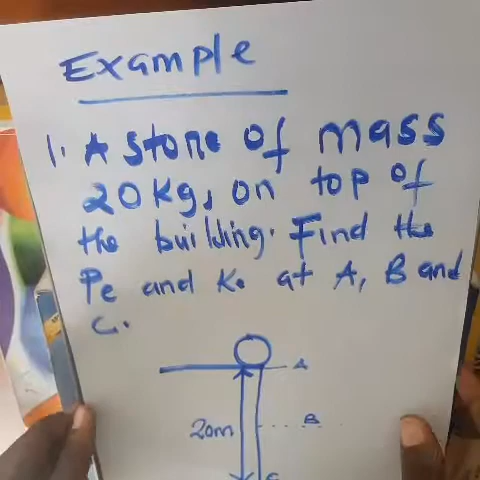 Example
1. A stone of mass
20Kg, on top of
the building. Find the
Pe and Ke at A, B and
C.
A
20m
B
C